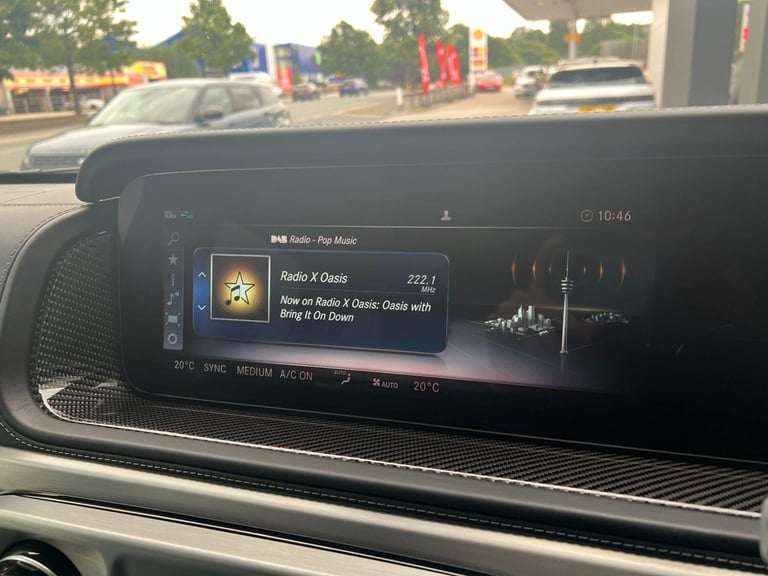 10:46
DAB Radio - Pop Music
Radio X Oasis
222.1
MHz
Now on Radio X Oasis: Oasis with
Bring It On Down
20°C SYNC MEDIUM A/C ON AUTO AUTO 20°C